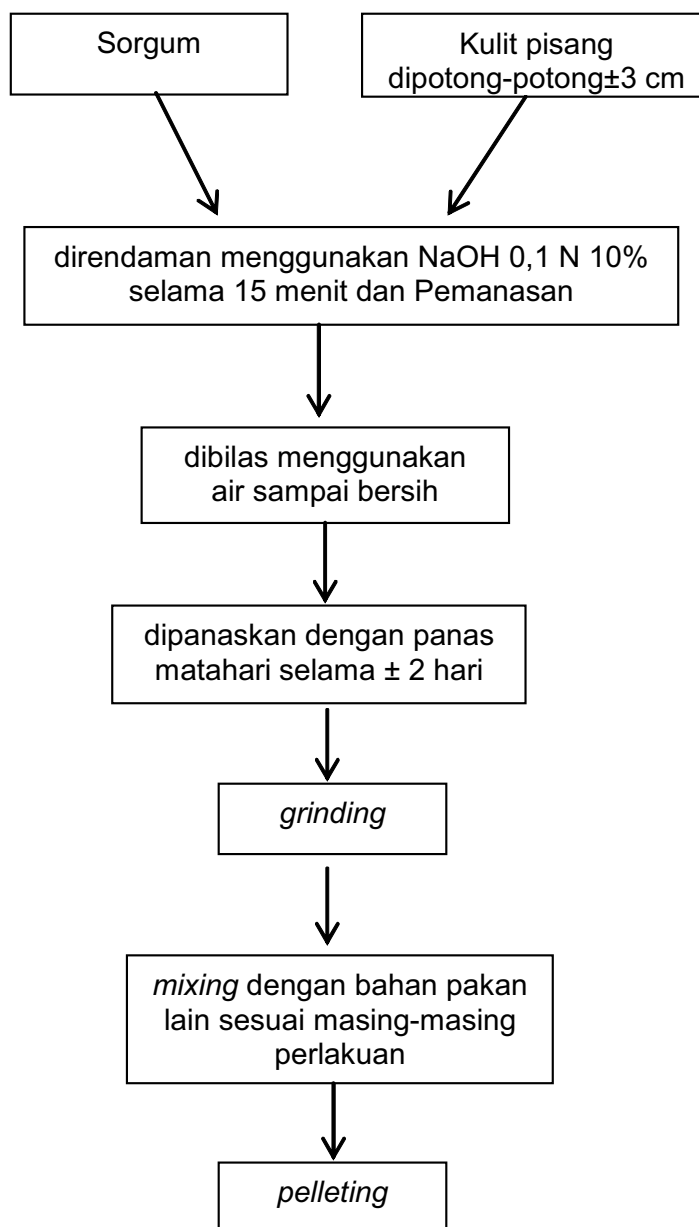 Sorgum
Kulit pisang
dipotong-potong±3 cm
direndaman menggunakan NaOH 0,1 N 10%
selama 15 menit dan Pemanasan
dibilas menggunakan
air sampai bersih
dipanaskan dengan panas
matahari selama ± 2 hari
grinding
mixing dengan bahan pakan
lain sesuai masing-masing
perlakuan
pelleting